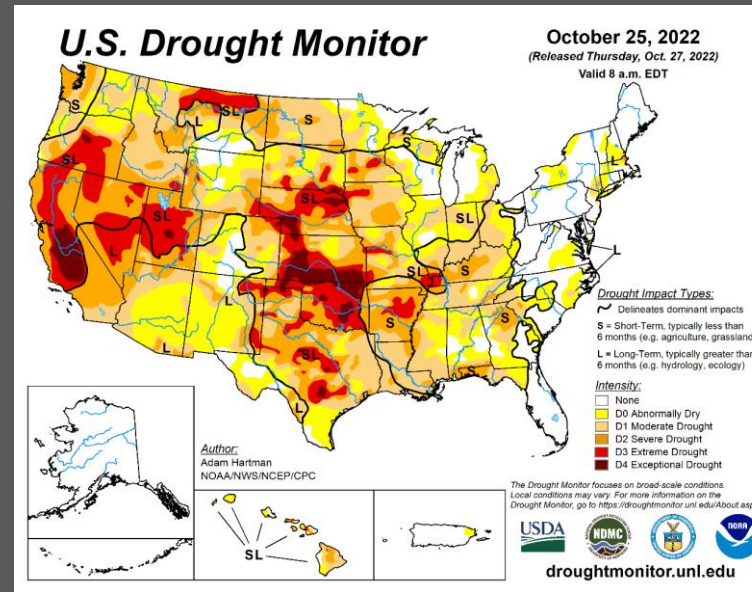 U.S. Drought Monitor
October 25, 2022
(Released Thursday, Oct. 27, 2022)
Valid 8 a.m. EDT
S
SL
L
SL
S
S
L
SL
SL
SL
L
L
SL
S
L
S
S
L
SL
L
S
Drought Impact Types:
Delineates dominant impacts
S = Short-Term, typically less than
6 months (e.g. agriculture, grassland
L = Long-Term, typically greater than
6 months (e.g. hydrology, ecology)
Intensity:
None
D0 Abnormally Dry
D1 Moderate Drought
D2 Severe Drought
D3 Extreme Drought
D4 Exceptional Drought
Author:
Adam Hartman
NOAA/NWS/NCEP/CPC
SL
The Drought Monitor focuses on broad-scale conditions.
Local conditions may vary. For more information on the
Drought Monitor, go to https://droughtmonitor.unl.edu/About.asp
USDA
NDMC
NOAA
droughtmonitor.unl.edu